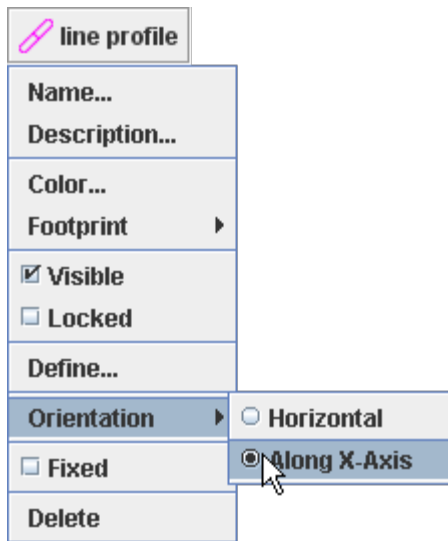 line profile
Name...
Description...
Color...
Footprint
Visible
Locked
Define...
Orientation
Horizontal
Along X-Axis
Fixed
Delete